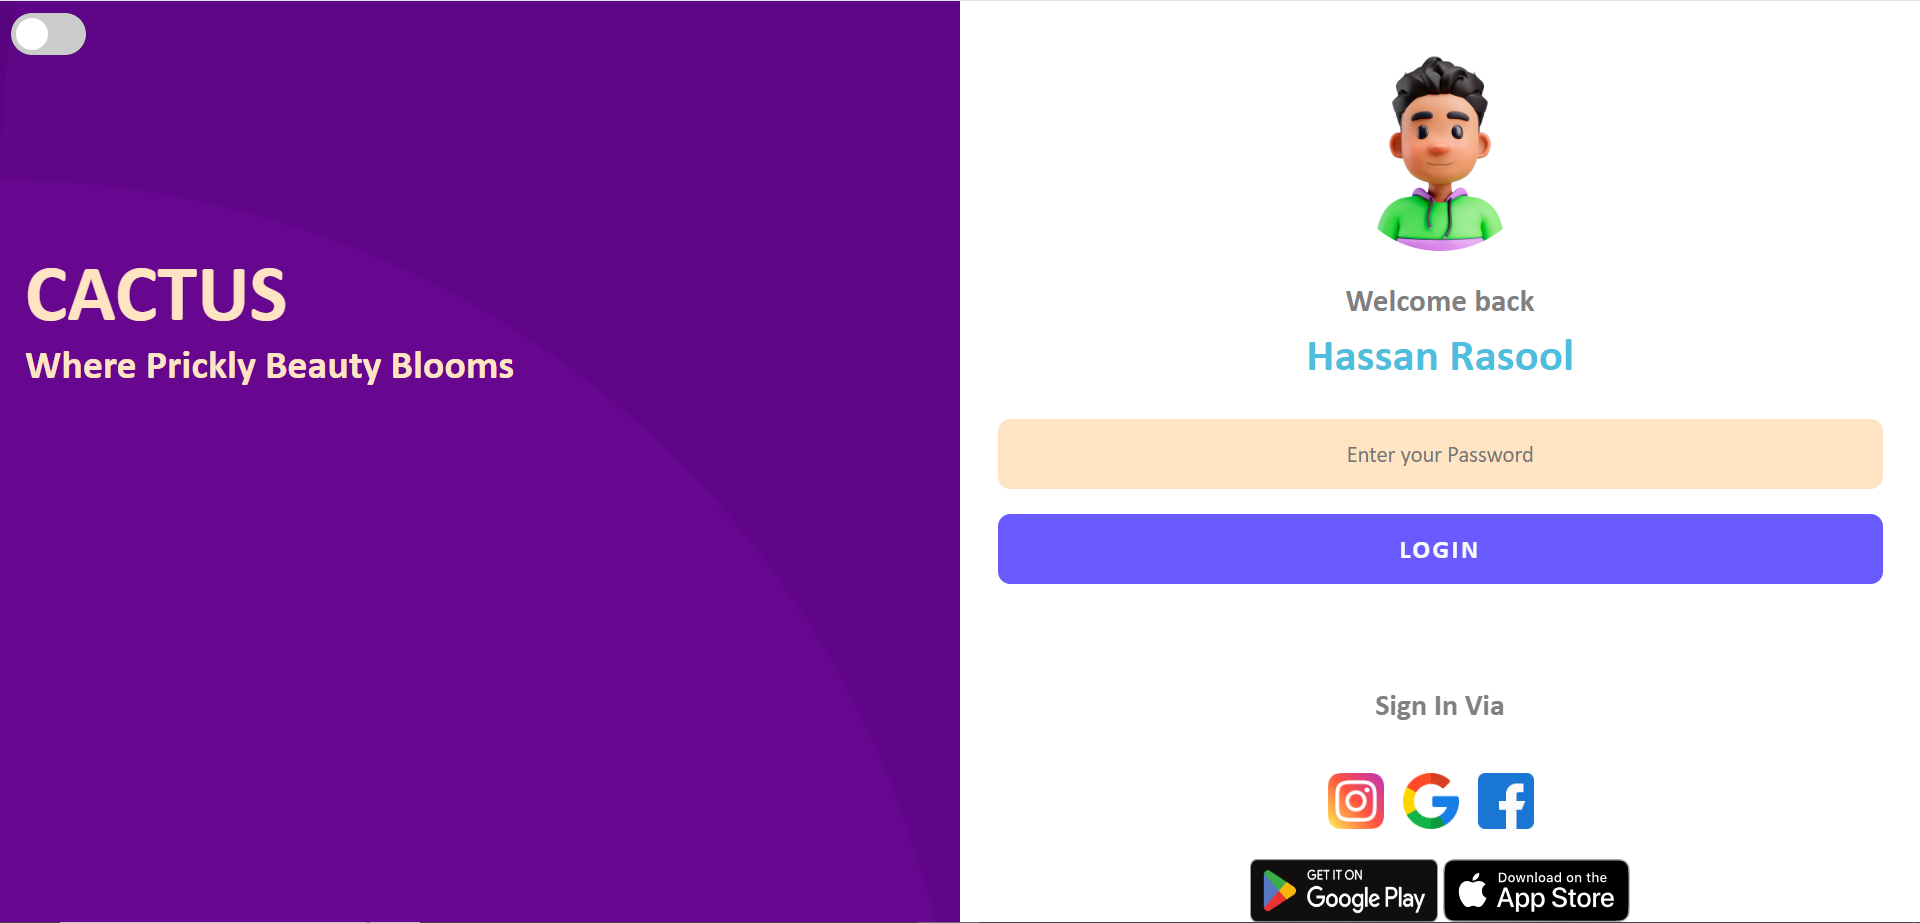 CACTUS
Where Prickly Beauty Blooms
Welcome back
Hassan Rasool
Enter your Password
LOGIN
Sign In Via
GET IT ON
Google Play
Download on the
App Store